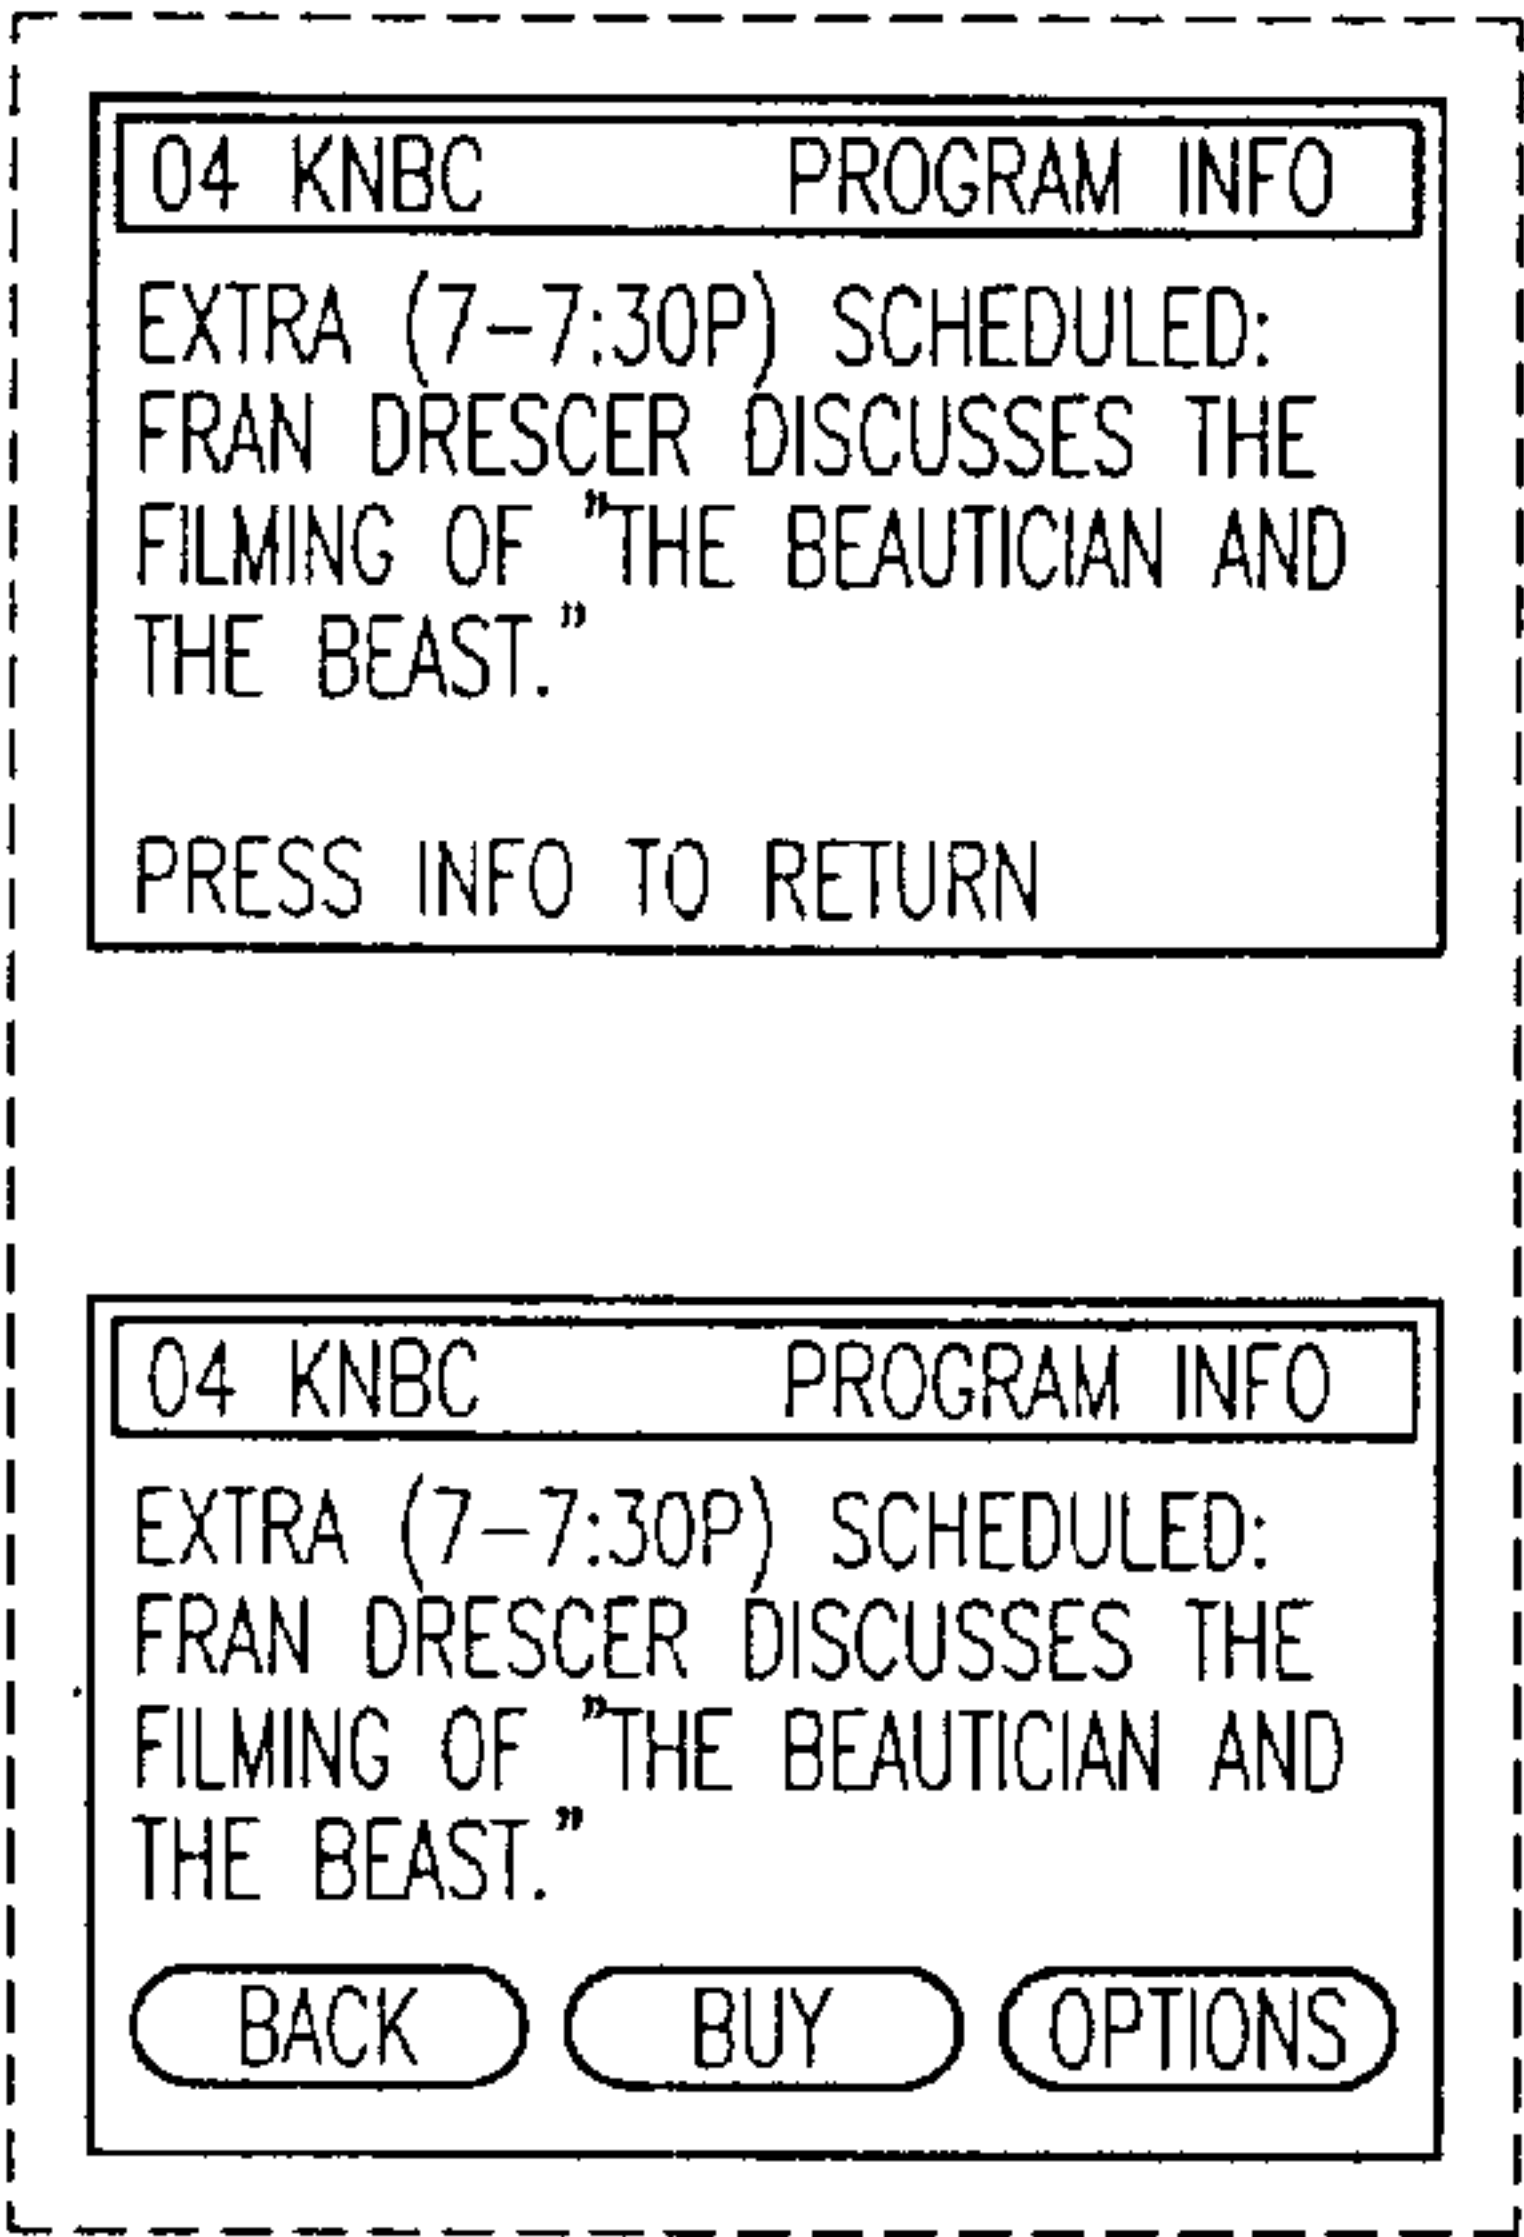 04 KNBC PROGRAM INFO
EXTRA (7-7:30P) SCHEDULED:
FRAN DRESCER DISCUSSES THE
FILMING OF "THE BEAUTICIAN AND
THE BEAST."
PRESS INFO TO RETURN
04 KNBC PROGRAM INFO
EXTRA (7-7:30P) SCHEDULED:
FRAN DRESCER DISCUSSES THE
FILMING OF "THE BEAUTICIAN AND
THE BEAST."
BACK BUY OPTIONS